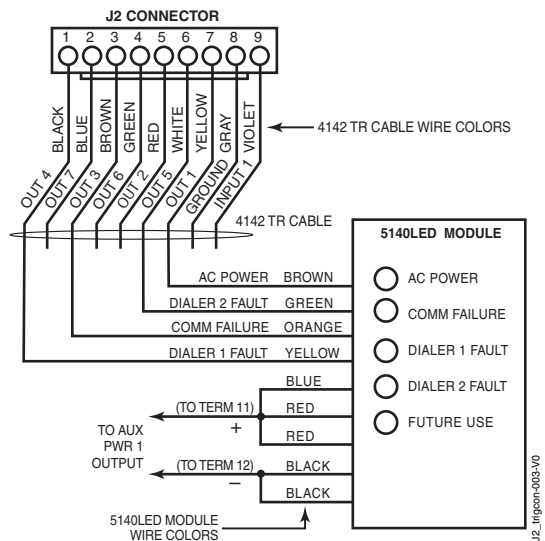 J2 CONNECTOR
1 2 3 4 5 6 7 8 9
BLACK
BLUE
BROWN
GREEN
RED
WHITE
YELLOW
GRAY
VIOLET
4142 TR CABLE WIRE COLORS
OUT 4
OUT 7
OUT 3
OUT 6
OUT 2
OUT 5
OUT 1
GROUND
INPUT 1
4142 TR CABLE
5140LED MODULE
AC POWER BROWN
AC POWER
DIALER 2 FAULT GREEN
COMM FAILURE
COMM FAILURE ORANGE
DIALER 1 FAULT YELLOW
DIALER 1 FAULT
BLUE
DIALER 2 FAULT
(TO TERM 11) RED
FUTURE USE
+
TO AUX
PWR 1
OUTPUT
RED
(TO TERM 12) BLACK
–
BLACK
5140LED MODULE
WIRE COLORS
J2_trigcon-003-V0